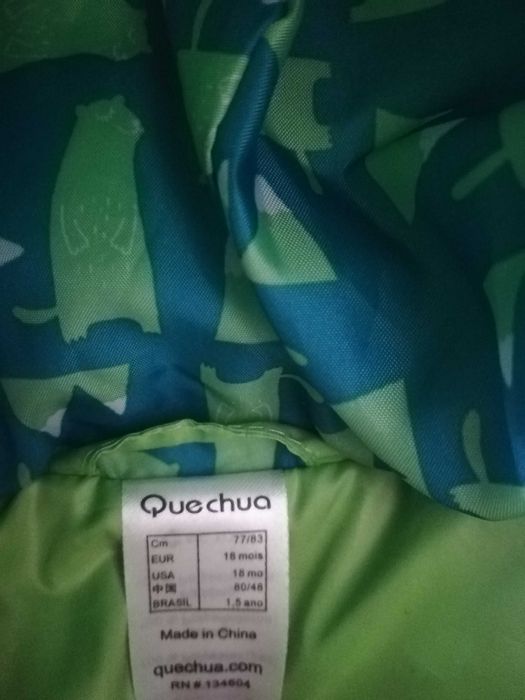 Quechua
Cm 77/83
EUR 18 mois
USA 18 mo
中国 80/48
BRASIL 1,5 ano
Made in China
quechua.com
RN # 134604